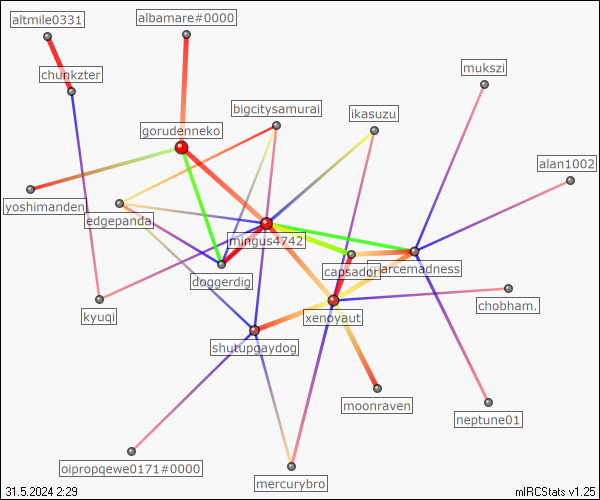 altmile0331
albamare#0000
chunkzter
mukszi
bigcitysamurai
ikasuzu
gorudenneko
alan1002
yoshimanden
edgepanda
mingus4742
capsadon
marcemadness
doggerdig
kyuqi
chobham.
xenoyaut
shutupgaydog
moonraven
neptune01
oipropqewe0171#0000
mercurybro
31.5.2024 2:29
mIRCStats v1.25